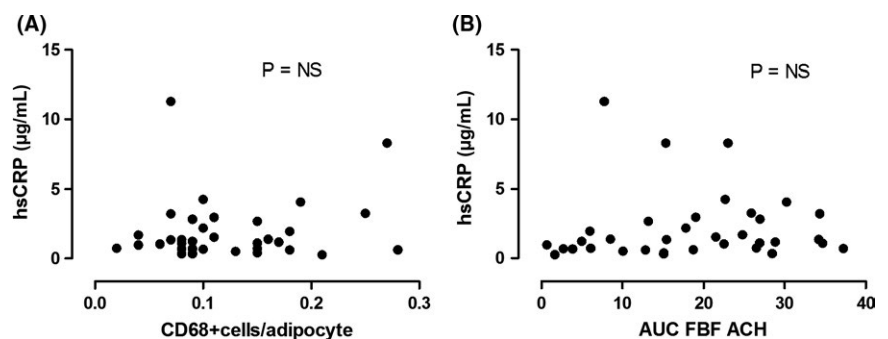 (A)
15
P = NS
10
hsCRP (µg/mL)
5
0
0.0 0.1 0.2 0.3
CD68+cells/adipocyte
(B)
15
P = NS
10
hsCRP (µg/mL)
5
0
0 10 20 30 40
AUC FBF ACH